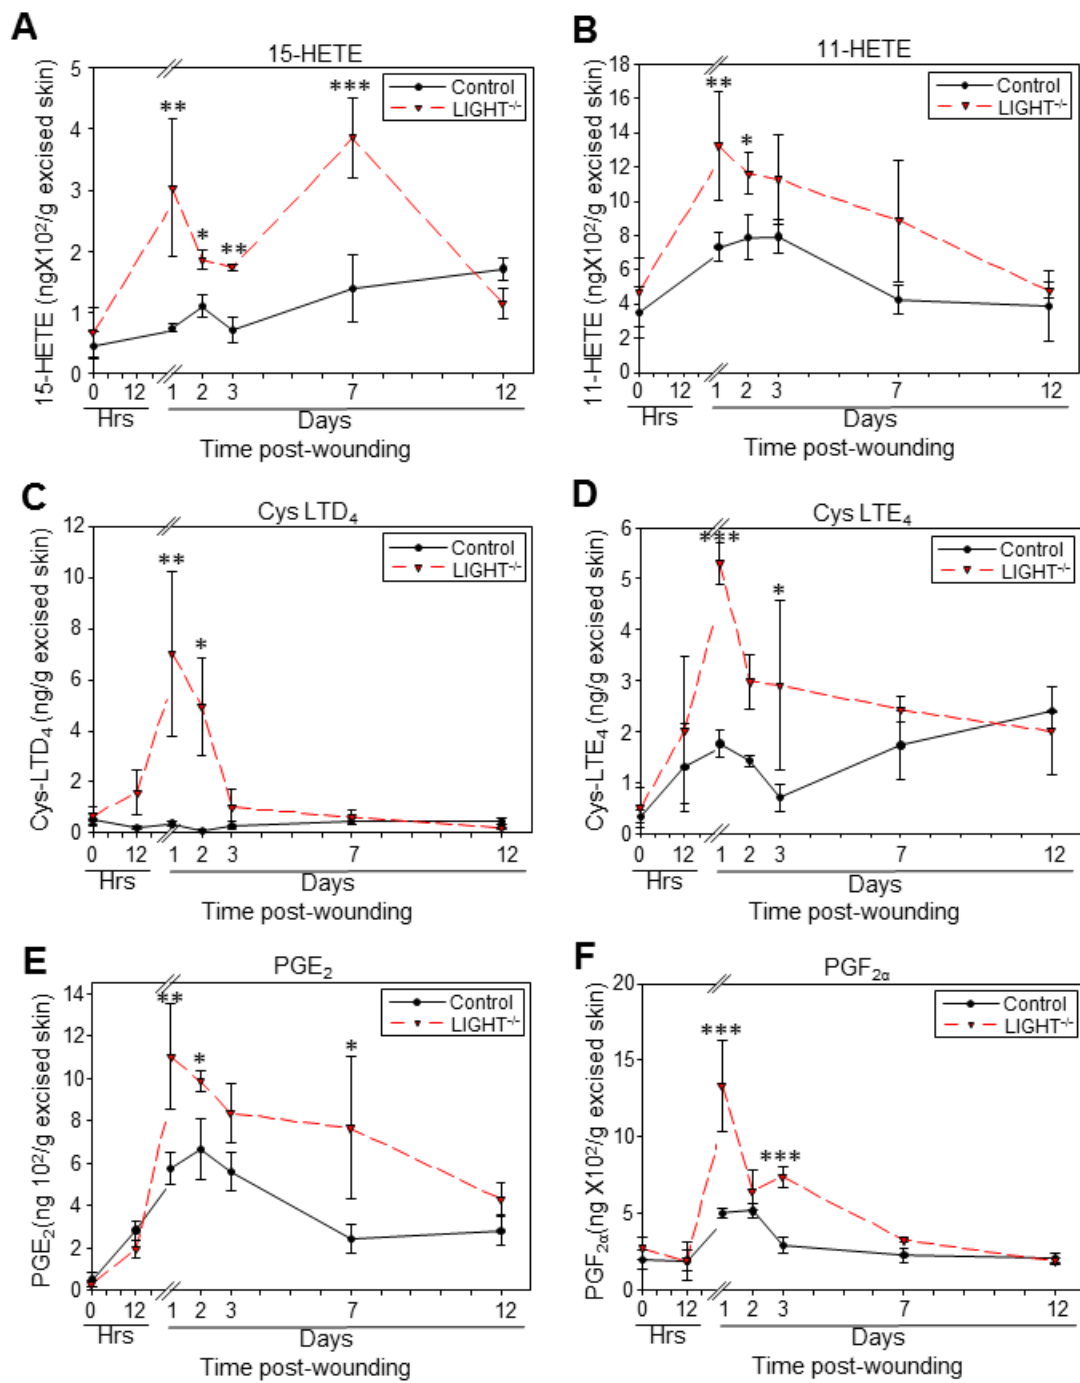 A
15-HETE
15-HETE (ngX10²/g excised skin)
5
4
3
2
1
0
** * ** ***
Control
LIGHT⁻/⁻
0 12 1 2 3 7 12
Hrs Days
Time post-wounding
B
11-HETE
11-HETE (ngX10²/g excised skin)
18
16
14
12
10
8
6
4
2
0
** *
Control
LIGHT⁻/⁻
0 12 1 2 3 7 12
Hrs Days
Time post-wounding
C
Cys LTD₄
Cys-LTD₄ (ng/g excised skin)
12
10
8
6
4
2
0
** *
Control
LIGHT⁻/⁻
0 12 1 2 3 7 12
Hrs Days
Time post-wounding
D
Cys LTE₄
Cys-LTE₄ (ng/g excised skin)
6
5
4
3
2
1
0
*** *
Control
LIGHT⁻/⁻
0 12 1 2 3 7 12
Hrs Days
Time post-wounding
E
PGE₂
PGE₂(ng 10²/g excised skin)
14
12
10
8
6
4
2
0
** * *
Control
LIGHT⁻/⁻
0 12 1 2 3 7 12
Hrs Days
Time post-wounding
F
PGF₂α
PGF₂α(ng X10²/g excised skin)
20
15
10
5
0
*** ***
Control
LIGHT⁻/⁻
0 12 1 2 3 7 12
Hrs Days
Time post-wounding